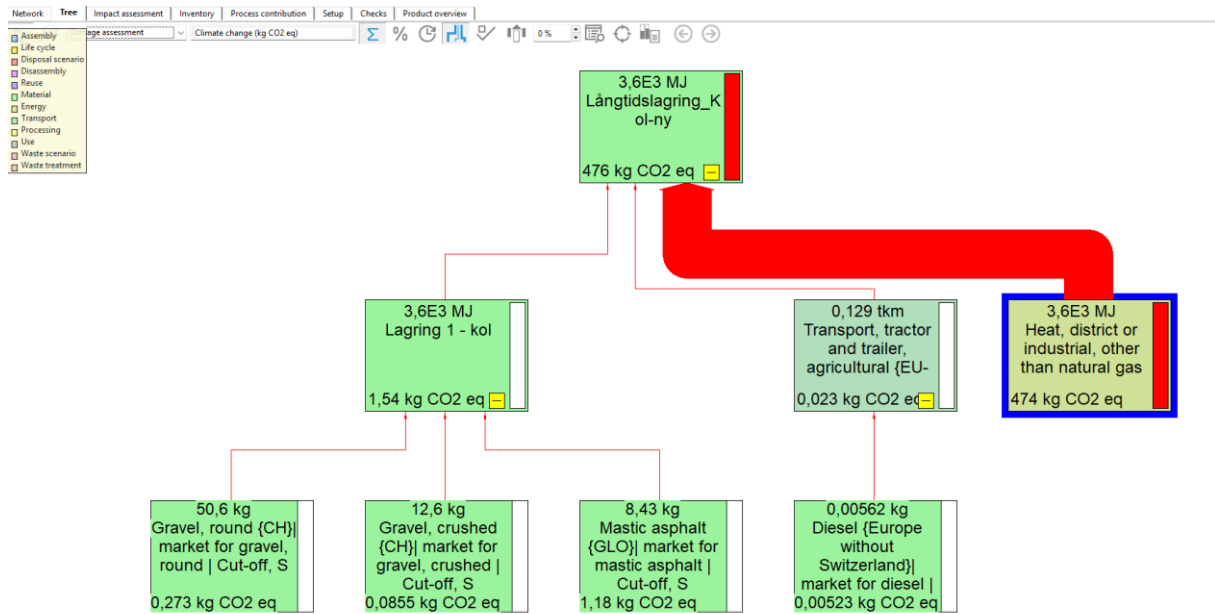 Network Tree Impact assessment Inventory Process contribution Setup Checks Product overview
age assessment Climate change (kg CO2 eq) Σ % 0 %
Assembly
Life cycle
Disposal scenario
Disassembly
Reuse
Material
Energy
Transport
Processing
Use
Waste scenario
Waste treatment
3,6E3 MJ
Långtidslagring_K
ol-ny
476 kg CO2 eq
3,6E3 MJ
Lagring 1 - kol
1,54 kg CO2 eq
0,129 tkm
Transport, tractor
and trailer,
agricultural {EU-
0,023 kg CO2 eq
3,6E3 MJ
Heat, district or
industrial, other
than natural gas
474 kg CO2 eq
50,6 kg
Gravel, round {CH}|
market for gravel,
round | Cut-off, S
0,273 kg CO2 eq
12,6 kg
Gravel, crushed
{CH}| market for
gravel, crushed |
Cut-off, S
0,0855 kg CO2 eq
8,43 kg
Mastic asphalt
{GLO}| market for
mastic asphalt |
Cut-off, S
1,18 kg CO2 eq
0,00562 kg
Diesel {Europe
without
Switzerland}|
market for diesel |
0,00523 kg CO2 eq